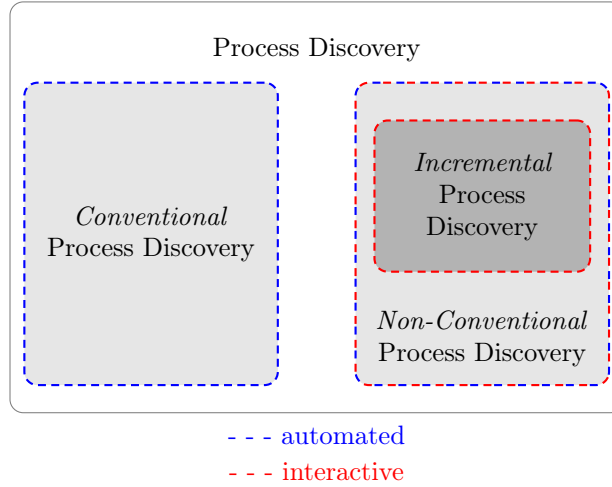 Process Discovery
Conventional
Process Discovery
Incremental
Process
Discovery
Non-Conventional
Process Discovery
- - - automated
- - - interactive